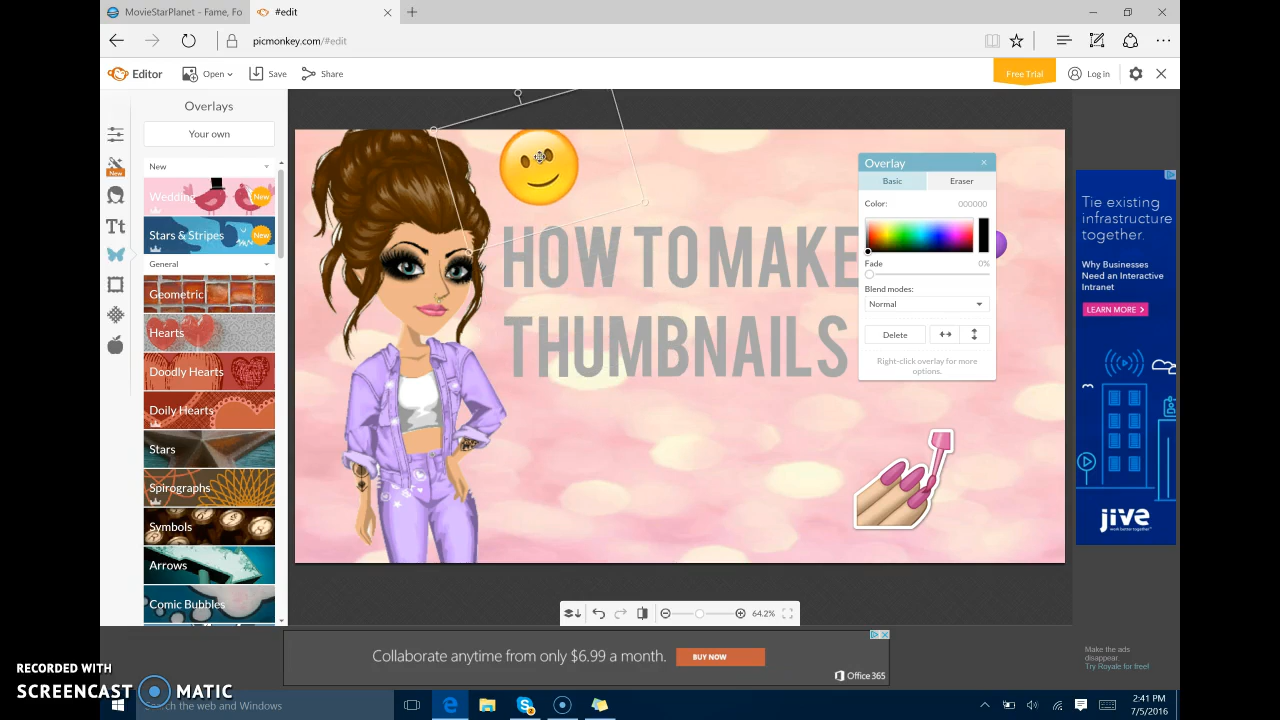 MovieStarPlanet - Fame, Fo
#edit
picmonkey.com/#edit
Editor
Open
Save
Share
Free Trial
Log in
Overlays
Your own
New
Wedding
New
Stars & Stripes
New
General
Geometric
Hearts
Doodly Hearts
Doily Hearts
Stars
Spirographs
Symbols
Arrows
Comic Bubbles
Tt
New
HOW TO MAKE
THUMBNAILS
Overlay
Basic
Eraser
Color:
000000
Fade
0%
Blend modes:
Normal
Delete
Right-click overlay for more
options.
64.2%
Tie existing
infrastructure
together.
Why Businesses
Need an Interactive
Intranet
LEARN MORE
jive
work better together
Collaborate anytime from only $6.99 a month.
BUY NOW
Office 365
Make the ads
disappear.
Try Royale for free!
RECORDED WITH
SCREENCAST MATIC
the web and Windows
2:41 PM
7/5/2016